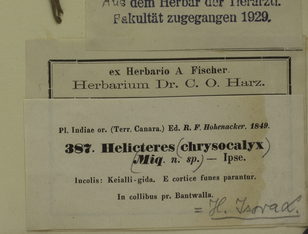 Aus dem Herbar der Tierärztl.
Fakultät zugegangen 1929.
ex Herbario A Fischer.
Herbarium Dr. C. O. Harz.
Pl. Indiae or. (Terr. Canara.) Ed. R. F. Hohenacker. 1849.
387. Helicteres (chrysocalyx)
(Miq. n. sp.) — Ipse.
Incolis: Keialli-gida. E cortice funes parantur.
In collibus pr. Bantwalla.
= H. Isora L.